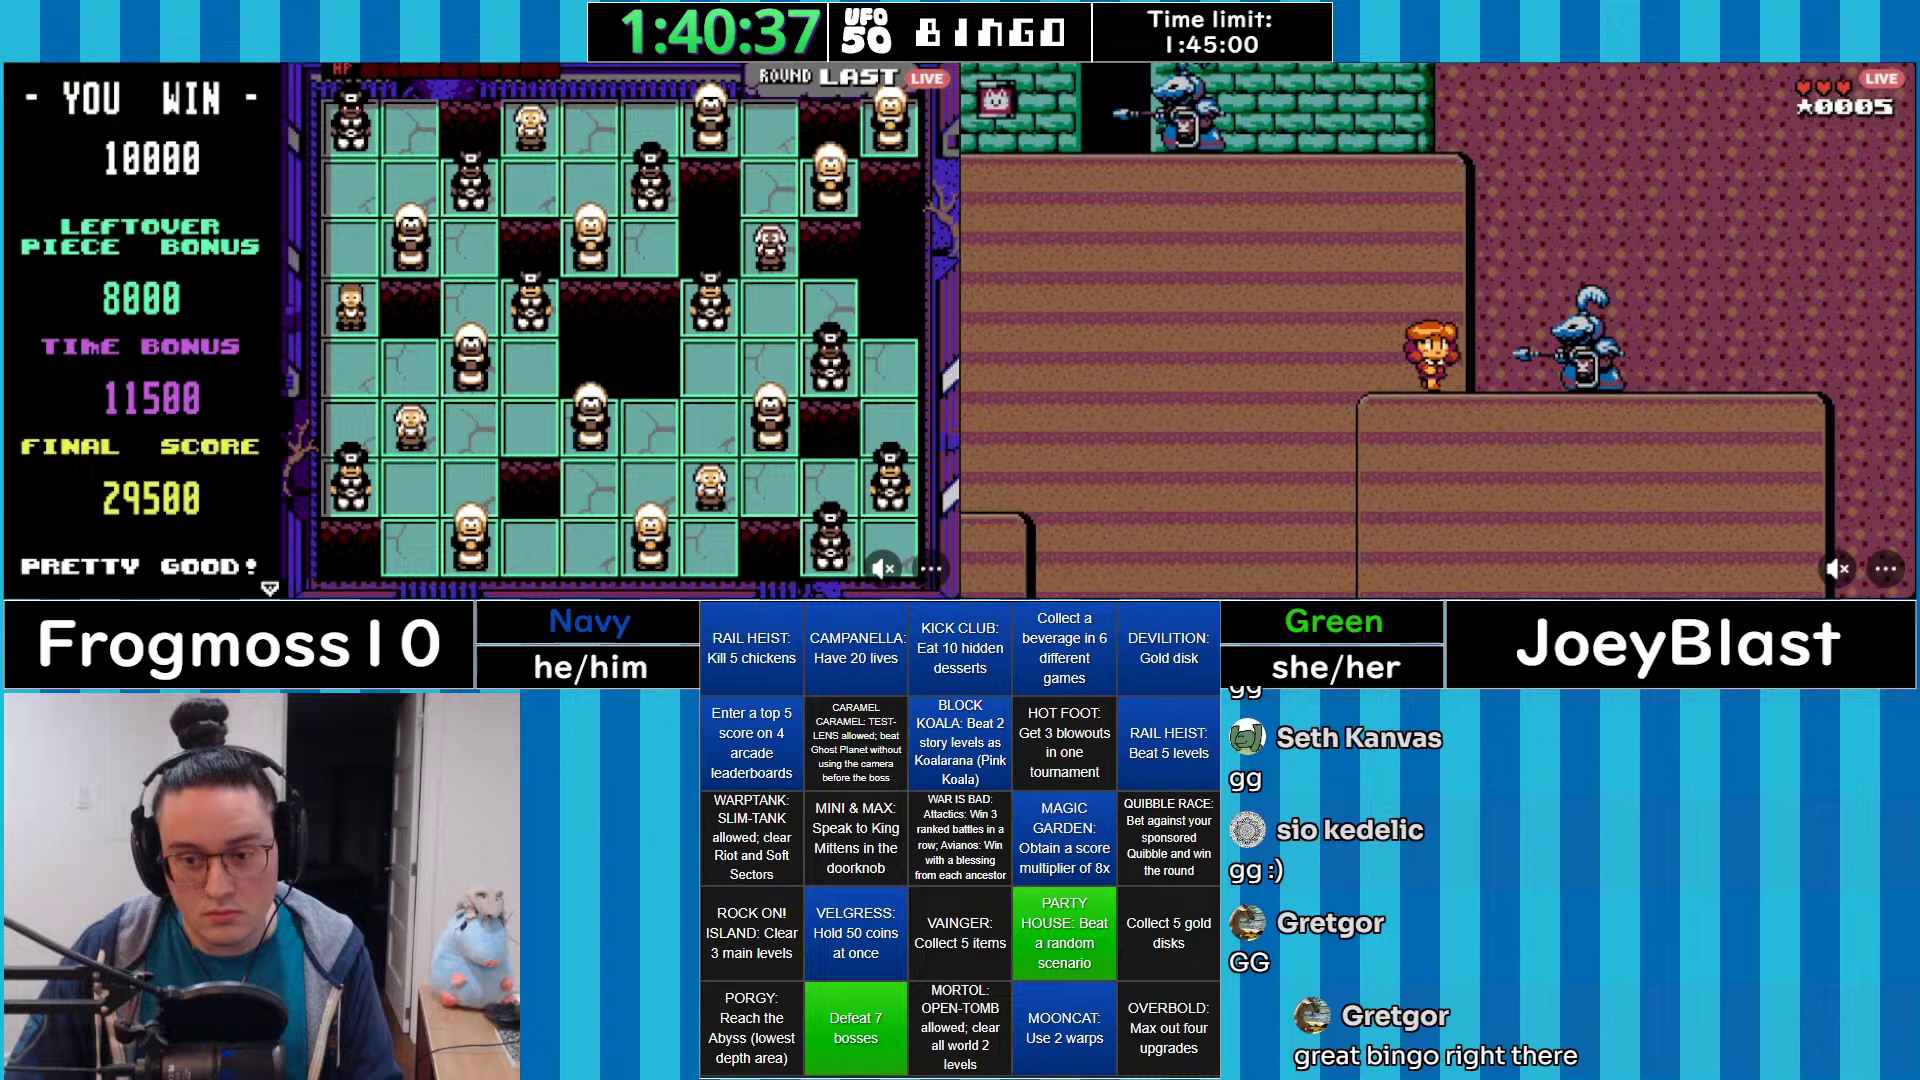 1:40:37
UFO 50
BINGO
Time limit:
1:45:00
- YOU WIN -
10000
LEFTOVER
PIECE BONUS
8000
TIME BONUS
11500
FINAL SCORE
29500
PRETTY GOOD!
HP
ROUND LAST
LIVE
LIVE
★0005
Frogmoss10
Navy
he/him
RAIL HEIST:
Kill 5 chickens
CAMPANELLA:
Have 20 lives
KICK CLUB:
Eat 10 hidden
desserts
Collect a
beverage in 6
different
games
DEVILITION:
Gold disk
Enter a top 5
score on 4
arcade
leaderboards
CARAMEL
CARAMEL: TEST-
LENS allowed; beat
Ghost Planet without
using the camera
before the boss
BLOCK
KOALA: Beat 2
story levels as
Koalarana (Pink
Koala)
HOT FOOT:
Get 3 blowouts
in one
tournament
RAIL HEIST:
Beat 5 levels
WARPTANK:
SLIM-TANK
allowed; clear
Riot and Soft
Sectors
MINI & MAX:
Speak to King
Mittens in the
doorknob
WAR IS BAD:
Attactics: Win 3
ranked battles in a
row; Avianos: Win
with a blessing
from each ancestor
MAGIC
GARDEN:
Obtain a score
multiplier of 8x
QUIBBLE RACE:
Bet against your
sponsored
Quibble and win
the round
ROCK ON!
ISLAND: Clear
3 main levels
VELGRESS:
Hold 50 coins
at once
VAINGER:
Collect 5 items
PARTY
HOUSE: Beat
a random
scenario
Collect 5 gold
disks
PORGY:
Reach the
Abyss (lowest
depth area)
Defeat 7
bosses
MORTOL:
OPEN-TOMB
allowed; clear
all world 2
levels
MOONCAT:
Use 2 warps
OVERBOLD:
Max out four
upgrades
Green
she/her
JoeyBlast
gg
Seth Kanvas
gg
sio kedelic
gg :)
Gretgor
GG
Gretgor
great bingo right there